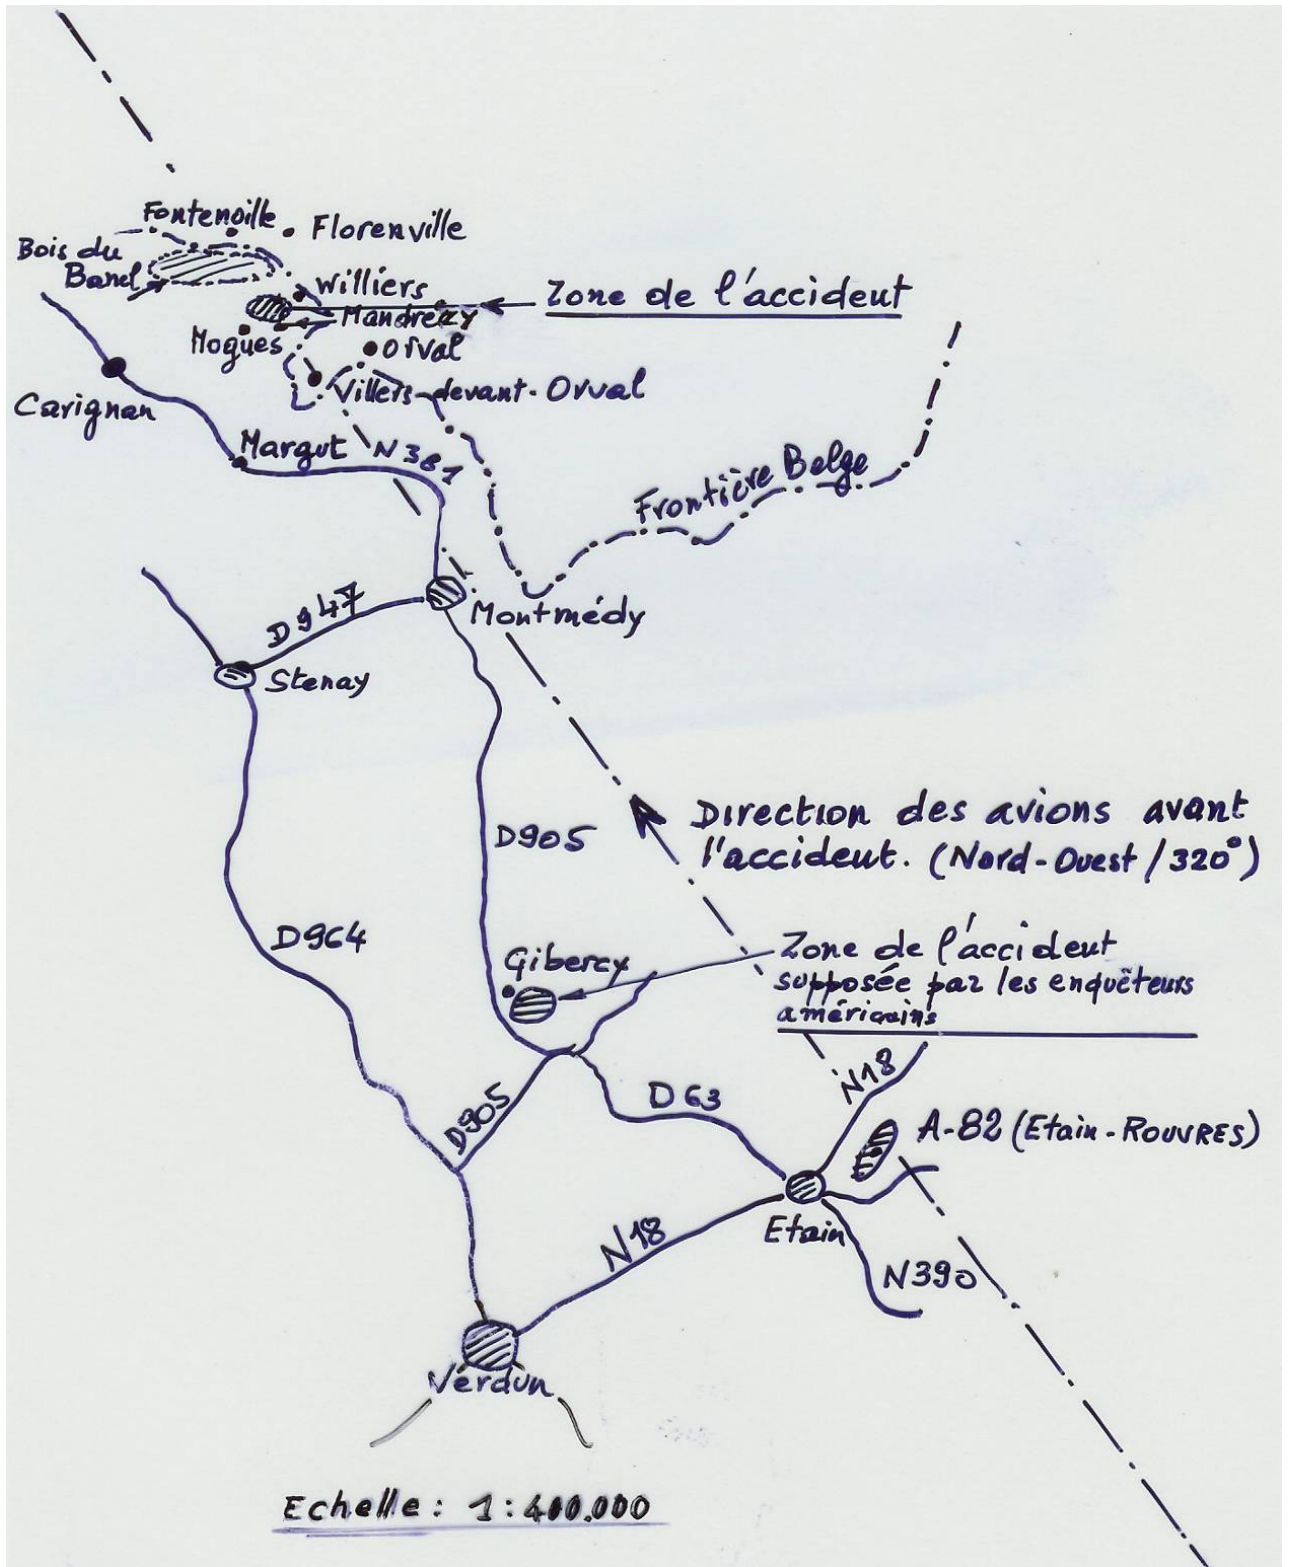 Fontenoille
Florenville
Bois du
Banel
Williers
Zone de l'accident
Mandrezy
Mogues
Orval
Villers-devant-Orval
Carignan
Margut
N381
Frontière Belge
D947
Montmédy
Stenay
Direction des avions avant
l'accident. (Nord-Ouest / 320°)
D905
D964
Gibercy
Zone de l'accident
supposée par les enquêteurs
américains
N18
D63
D905
A-82 (Etain-ROUVRES)
Etain
N18
N390
Verdun
Echelle: 1:400.000